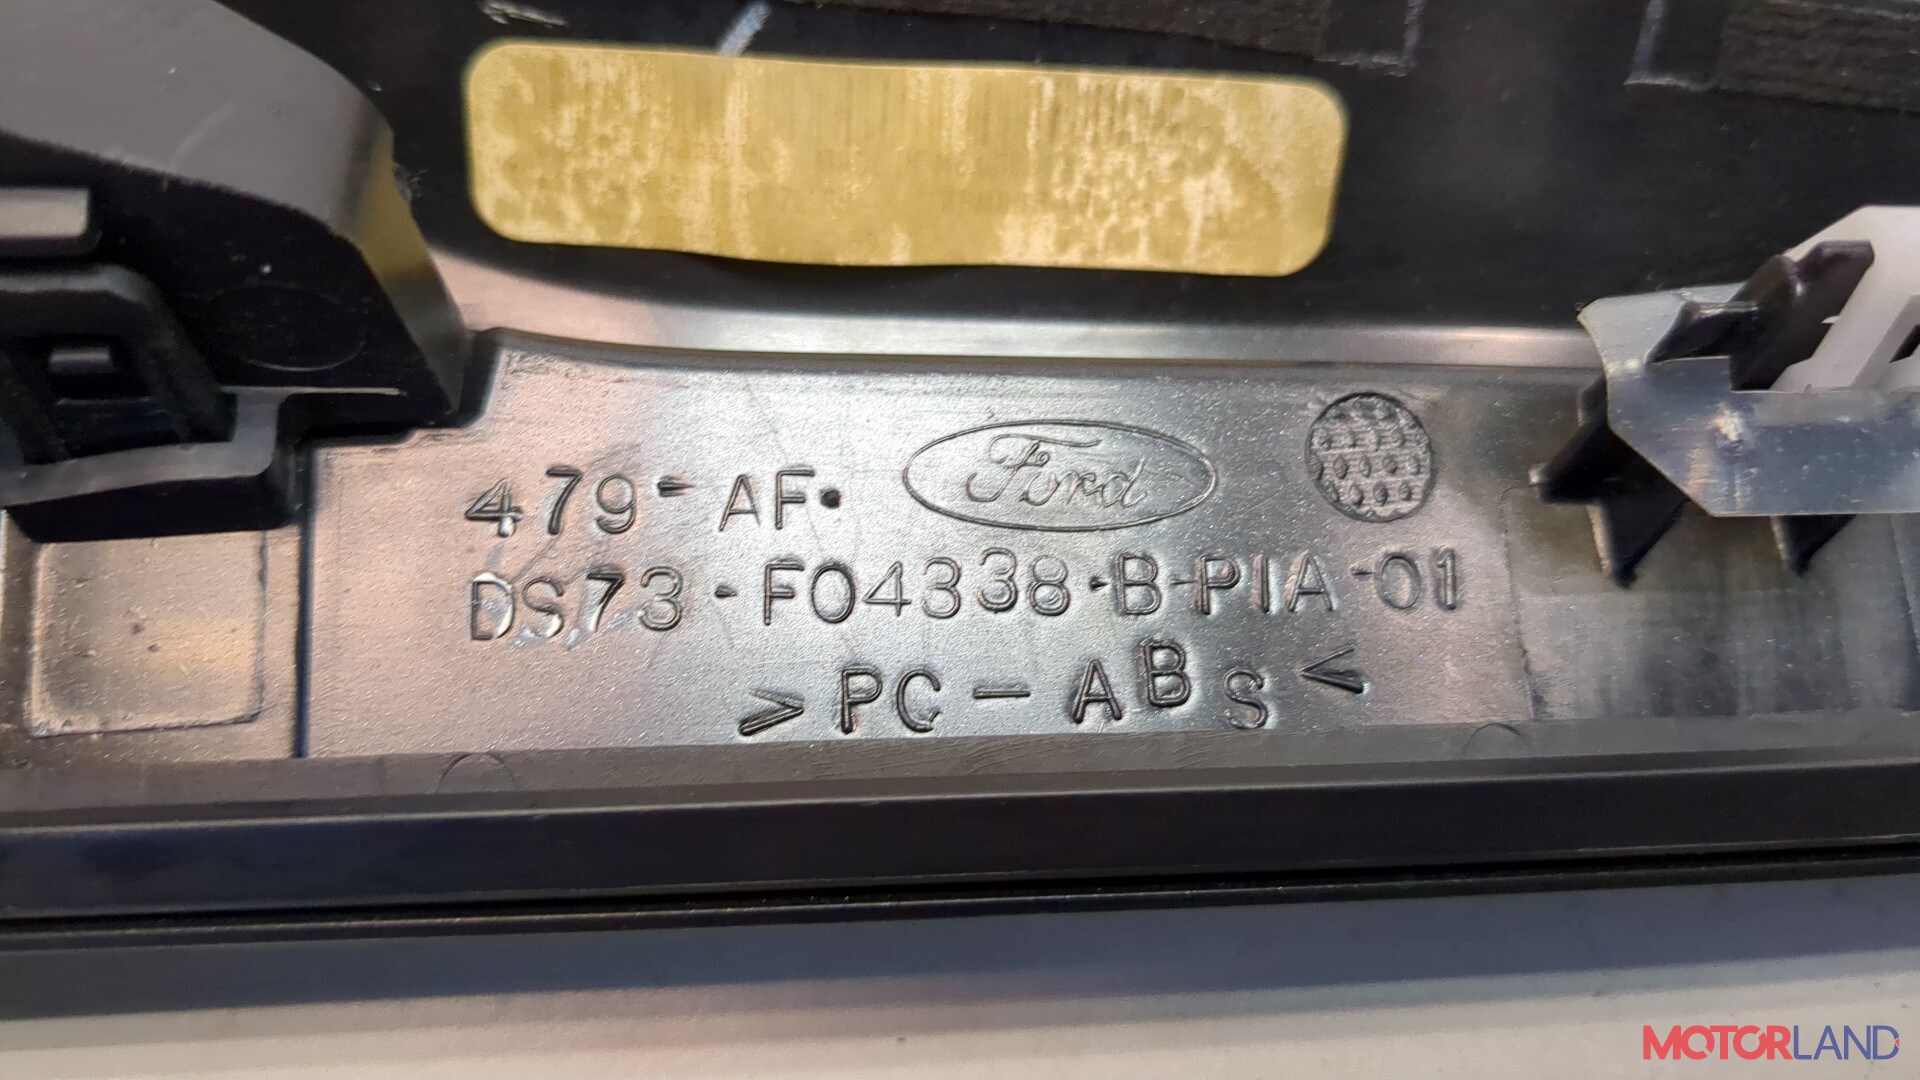 479-AF.
Ford
DS73-F04338-B-PIA-01
>PC-ABS<
MOTORLAND